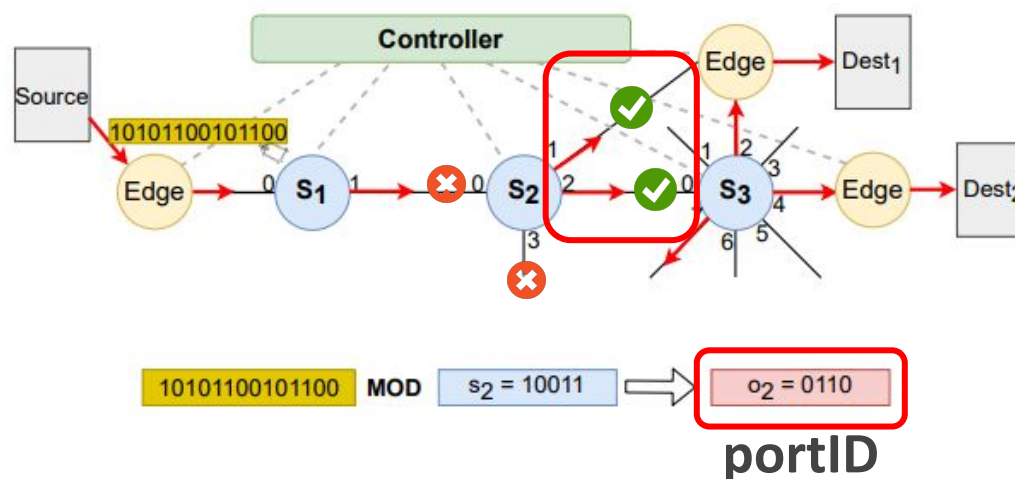 Controller
Source
Edge
Dest1
10101100101100
Edge
0
S1
1
0
S2
1
2
3
0
S3
1
2
3
4
5
6
Edge
Dest2
10101100101100
MOD
s2 = 10011
o2 = 0110
portID